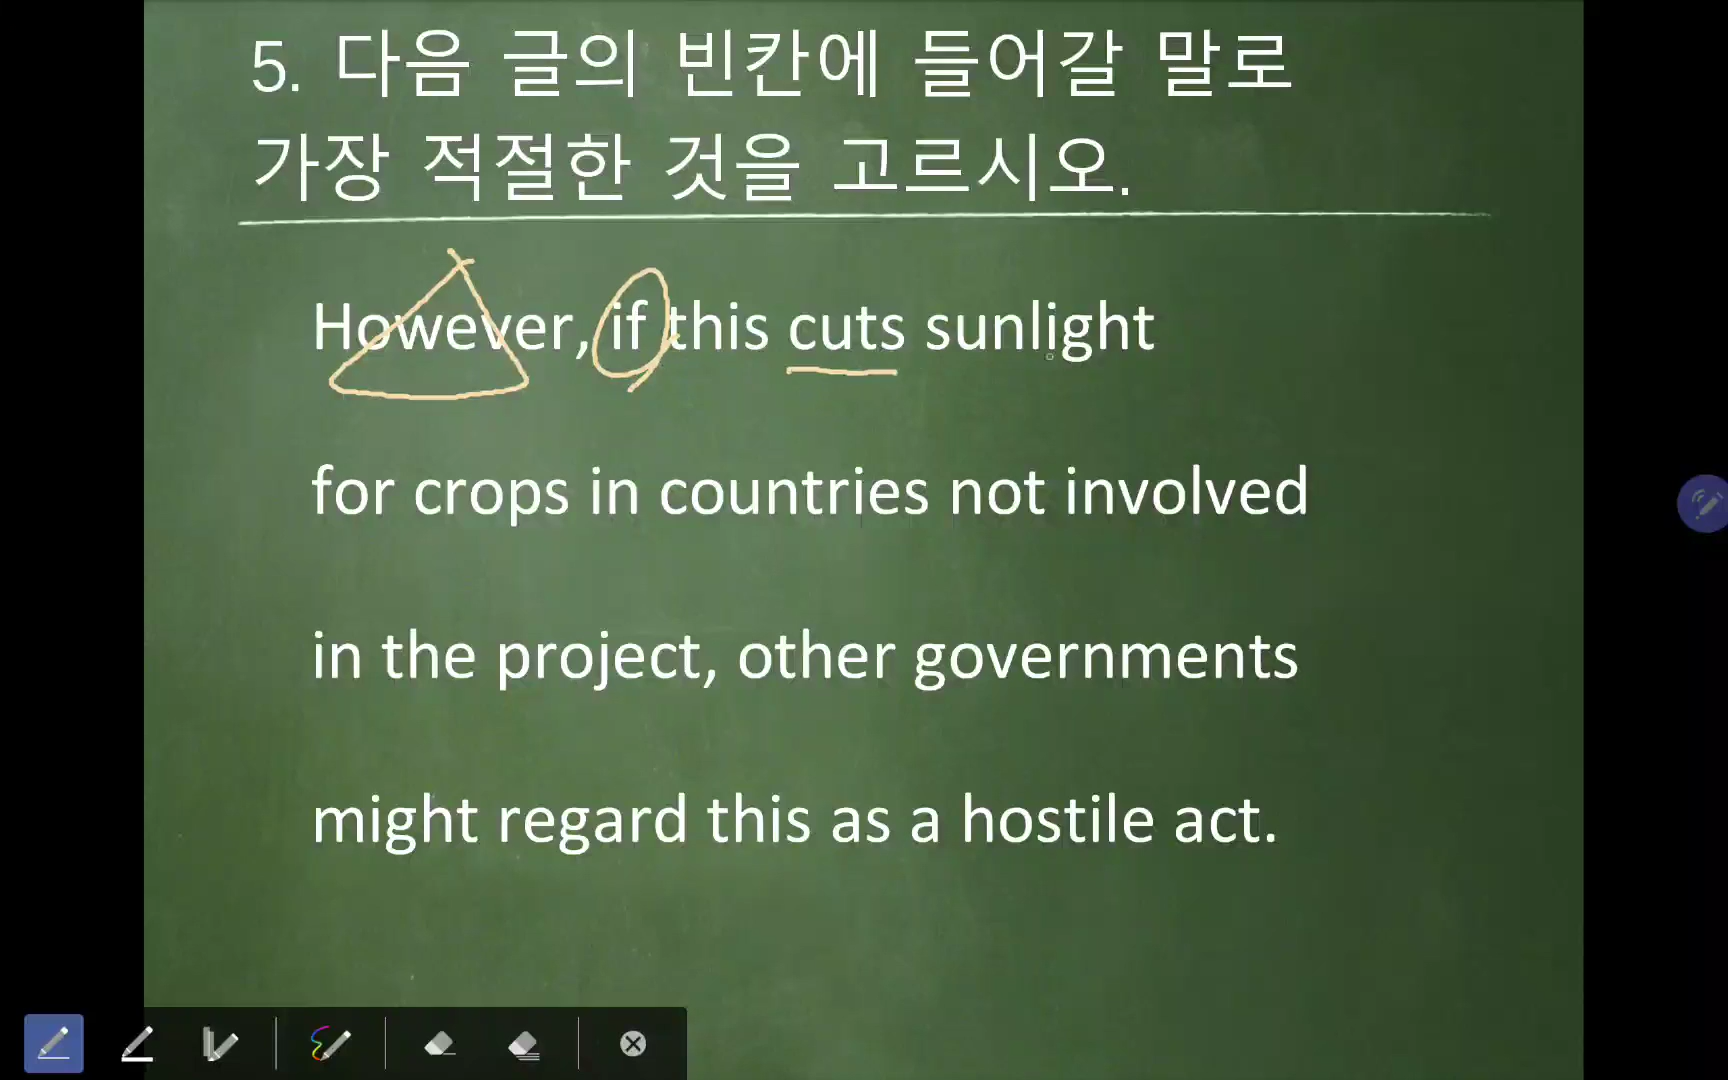 5. 다음 글의 빈칸에 들어갈 말로
가장 적절한 것을 고르시오.
However, if this cuts sunlight
for crops in countries not involved
in the project, other governments
might regard this as a hostile act.